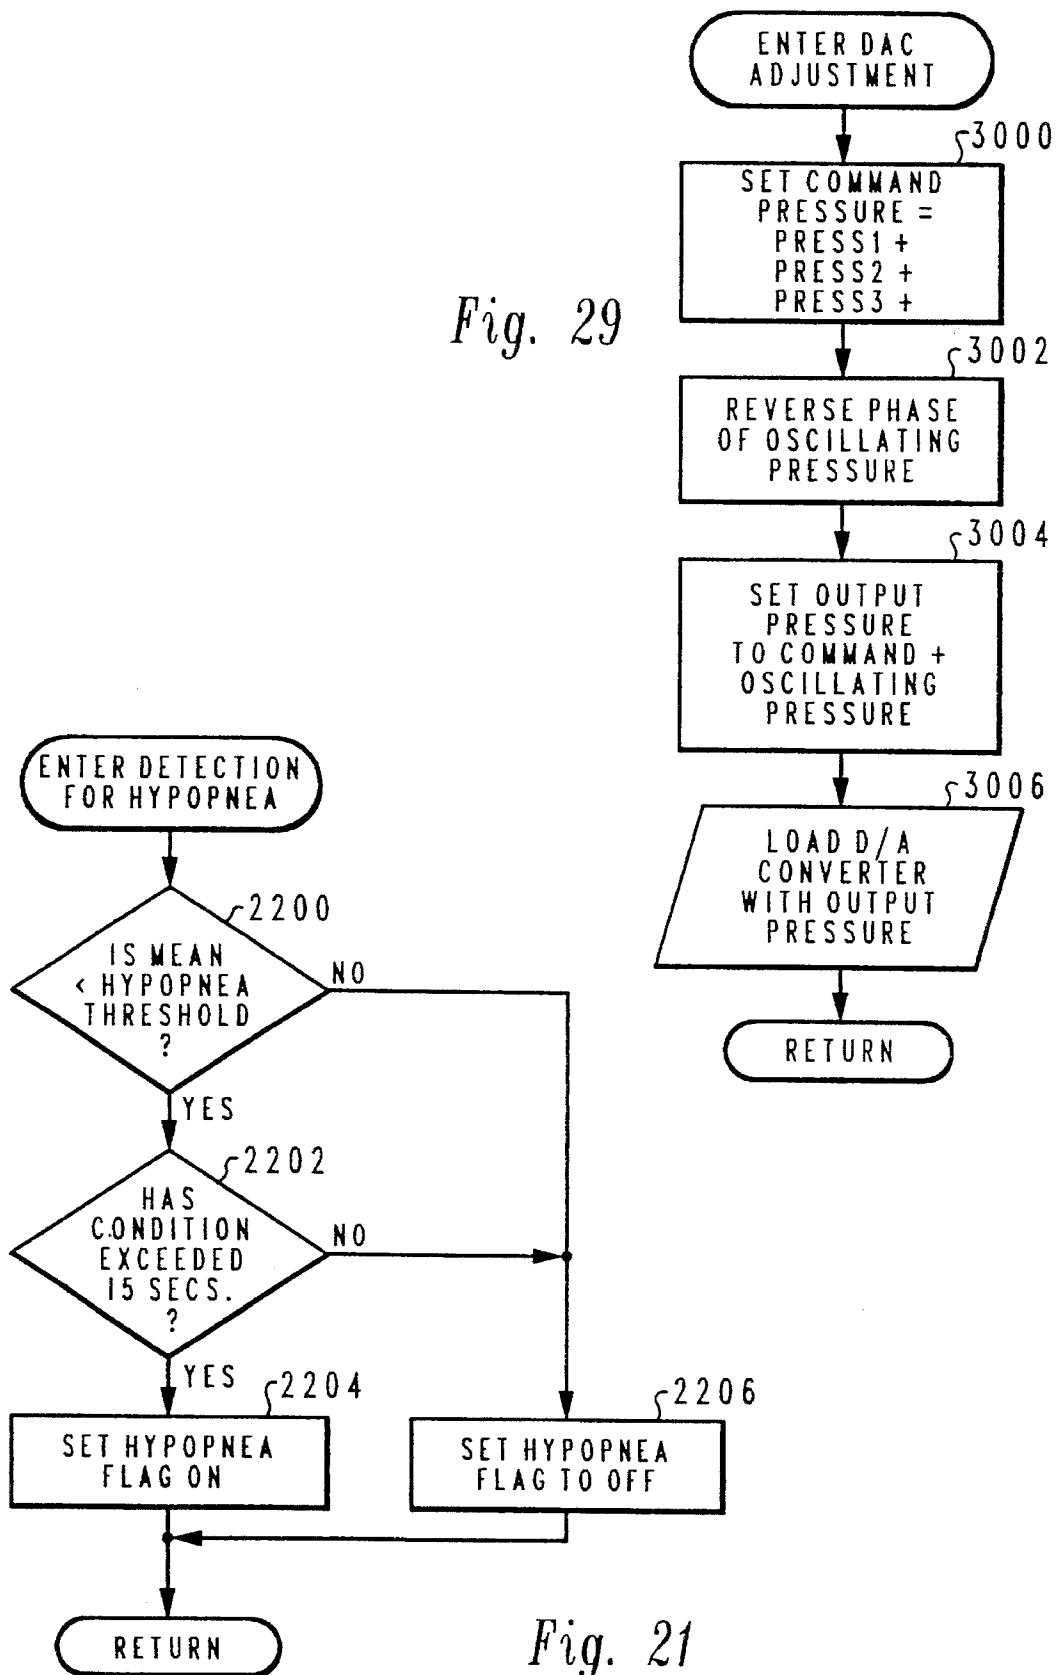 ENTER DAC
ADJUSTMENT
3000
SET COMMAND
PRESSURE =
PRESS1 +
PRESS2 +
PRESS3 +
Fig. 29
3002
REVERSE PHASE
OF OSCILLATING
PRESSURE
3004
SET OUTPUT
PRESSURE
TO COMMAND +
OSCILLATING
PRESSURE
3006
LOAD D/A
CONVERTER
WITH OUTPUT
PRESSURE
RETURN
ENTER DETECTION
FOR HYPOPNEA
2200
IS MEAN
< HYPOPNEA
THRESHOLD
?
NO
YES
2202
HAS
CONDITION
EXCEEDED
15 SECS.
?
NO
YES
2204
SET HYPOPNEA
FLAG ON
2206
SET HYPOPNEA
FLAG TO OFF
RETURN
Fig. 21